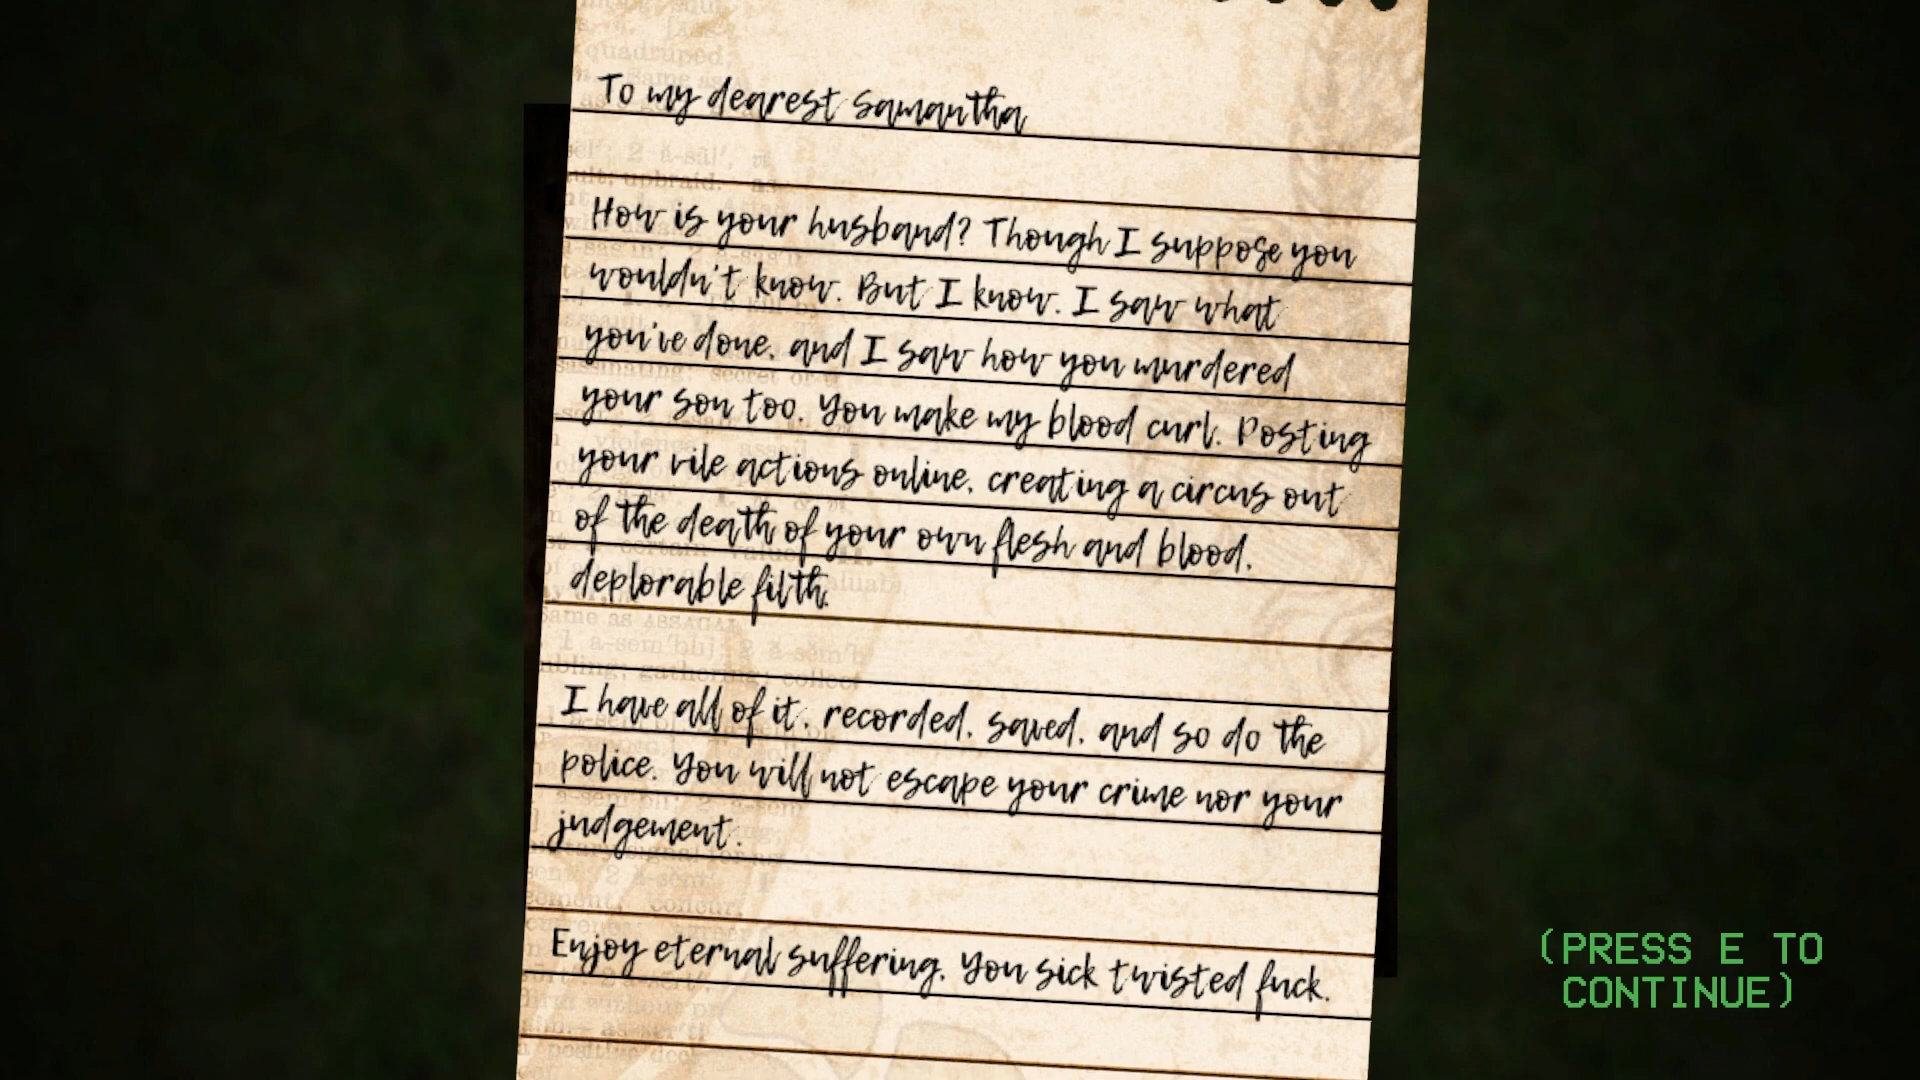 To my dearest Samantha
How is your husband? Though I suppose you
wouldn't know. But I know. I saw what
you've done, and I saw how you murdered
your son too. You make my blood curl. Posting
your vile actions online, creating a circus out
of the death of your own flesh and blood,
deplorable filth.
I have all of it, recorded, saved, and so do the
police. You will not escape your crime nor your
judgement.
Enjoy eternal suffering. You sick twisted fuck.
(PRESS E TO
CONTINUE)